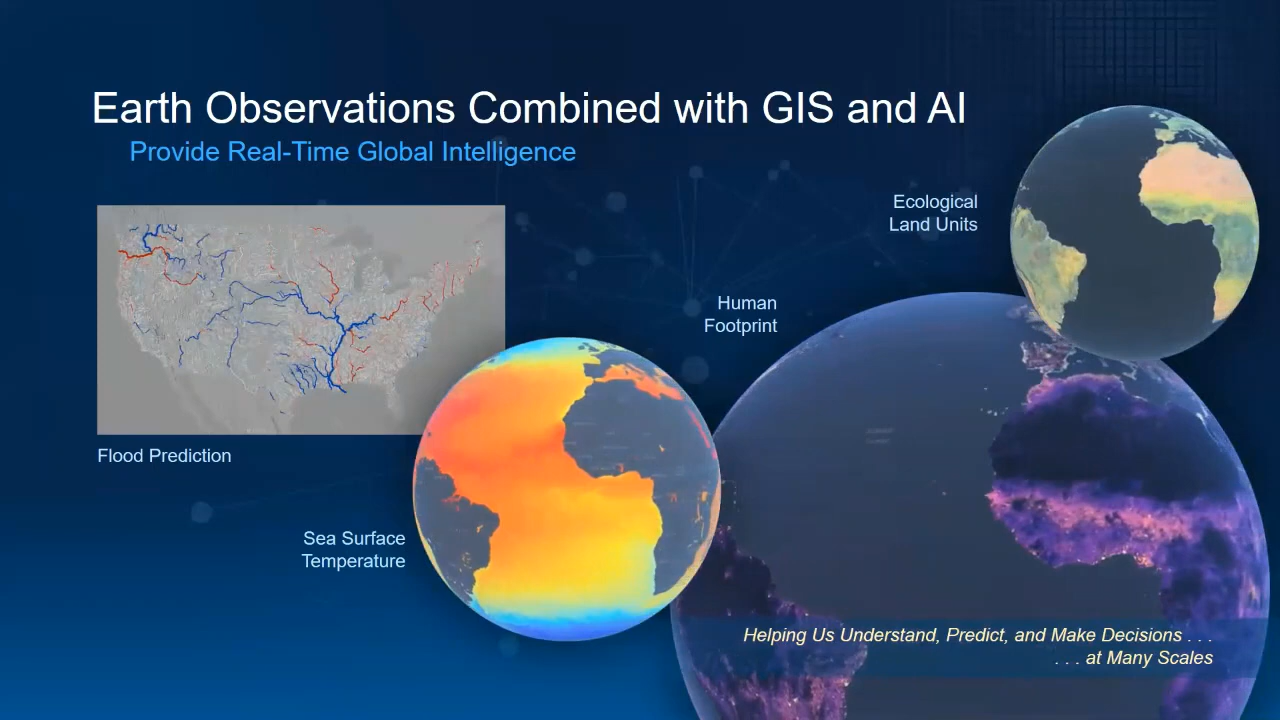 Earth Observations Combined with GIS and AI
Provide Real-Time Global Intelligence
Ecological
Land Units
Human
Footprint
Flood Prediction
Sea Surface
Temperature
Helping Us Understand, Predict, and Make Decisions . . .
. . . at Many Scales